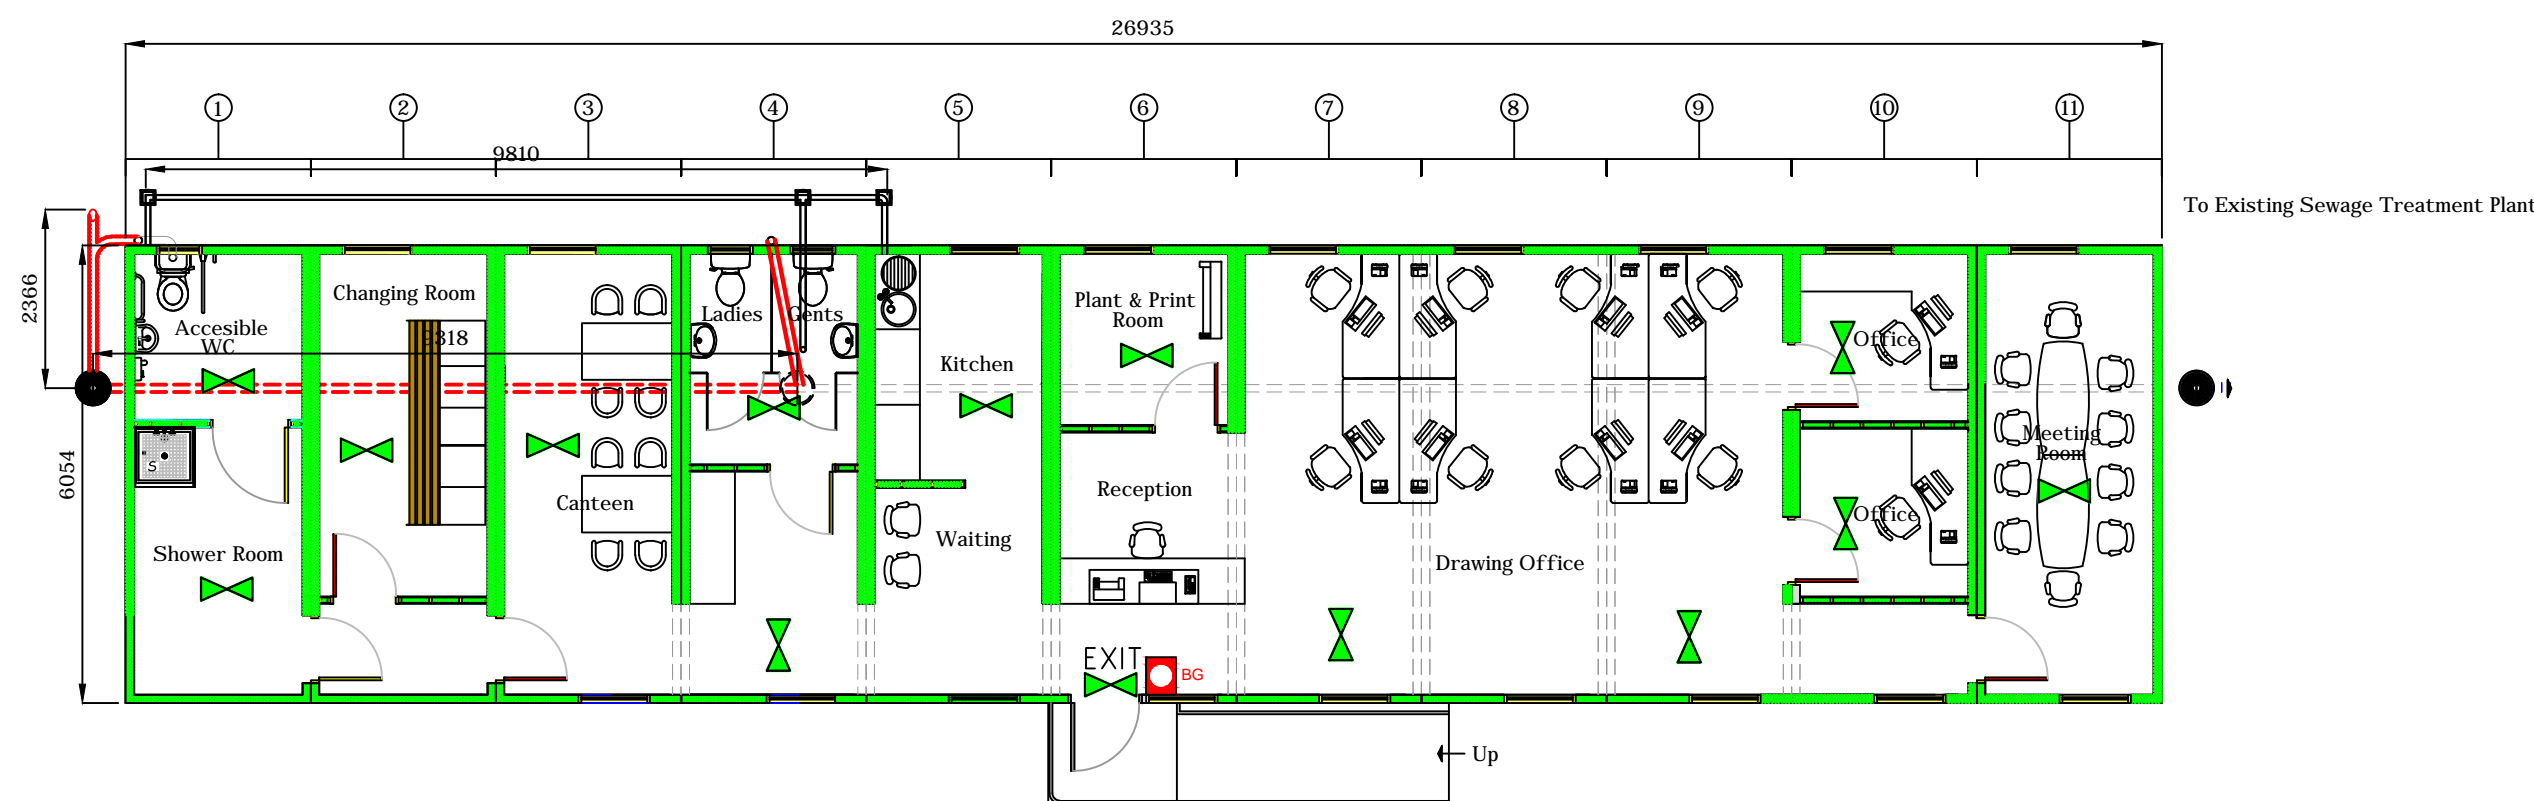 26935
1
2
3
4
5
6
7
8
9
10
11
9810
To Existing Sewage Treatment Plant
2366
Changing Room
Plant & Print
Room
Ladies
Gents
Accesible
WC
9318
Office
Kitchen
6054
Meeting
Room
S
Reception
Canteen
Office
Waiting
Shower Room
Drawing Office
EXIT
BG
Up